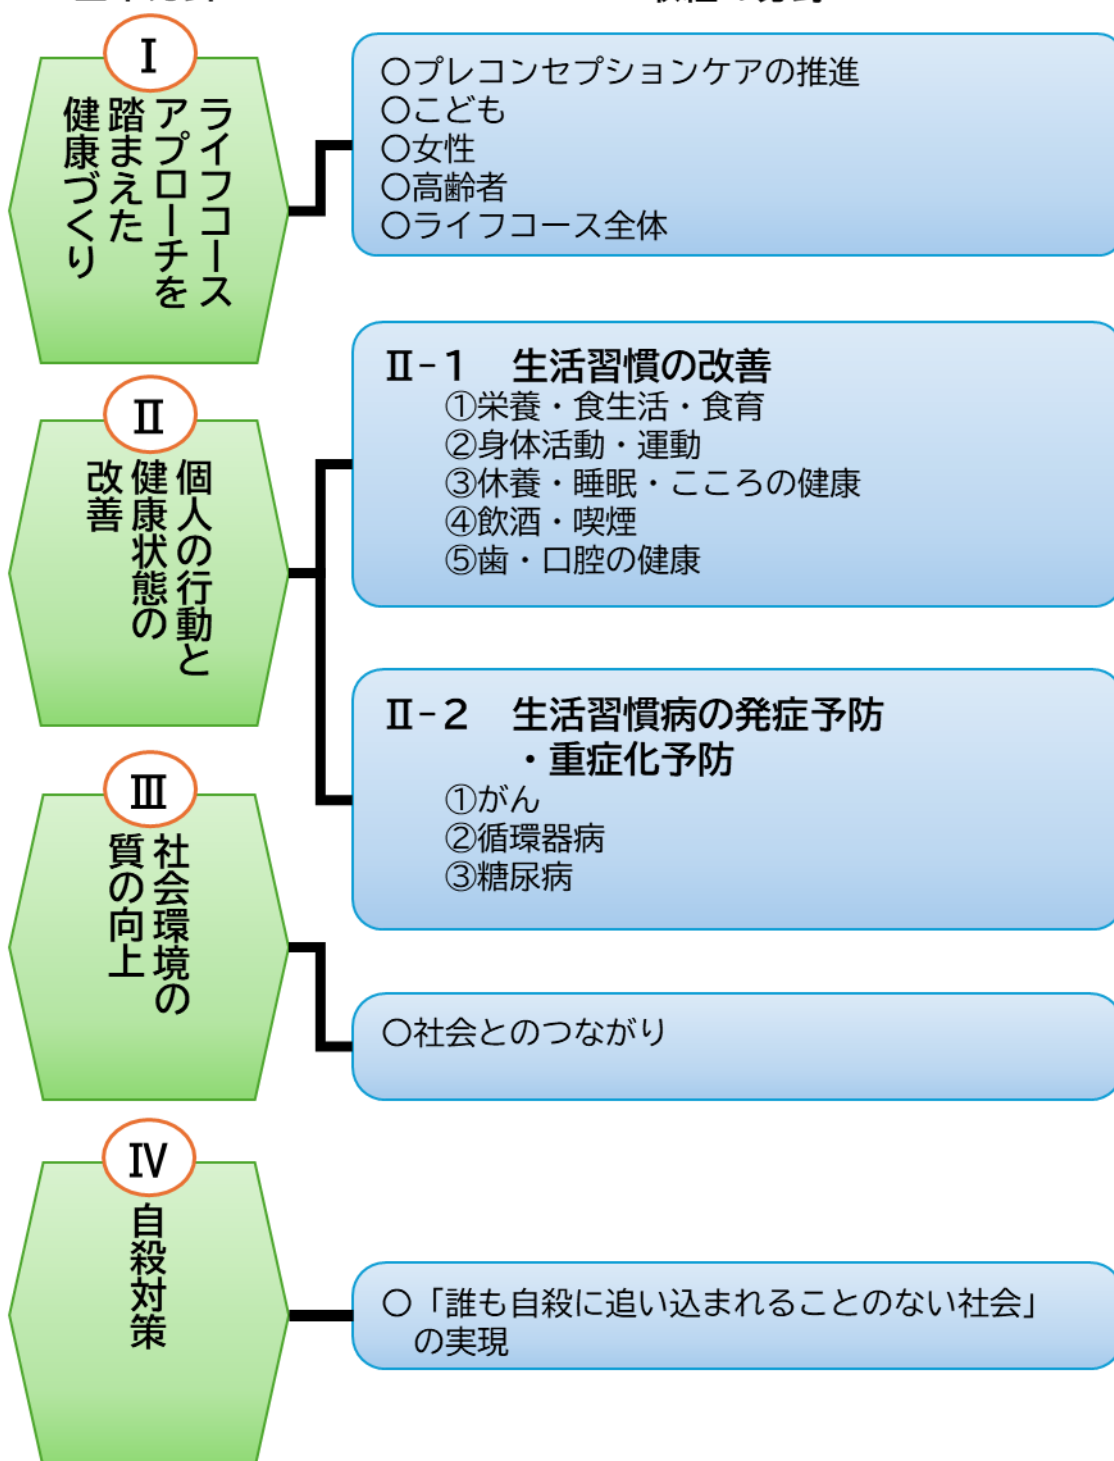 Ⅰ
ライフコース
アプローチを
踏まえた
健康づくり
〇プレコンセプションケアの推進
〇こども
〇女性
〇高齢者
〇ライフコース全体
Ⅱ
個人の行動と
健康状態の
改善
Ⅱ-1 生活習慣の改善
①栄養・食生活・食育
②身体活動・運動
③休養・睡眠・こころの健康
④飲酒・喫煙
⑤歯・口腔の健康
Ⅱ-2 生活習慣病の発症予防
・重症化予防
①がん
②循環器病
③糖尿病
Ⅲ
社会環境の
質の向上
〇社会とのつながり
Ⅳ
自殺対策
〇「誰も自殺に追い込まれることのない社会」
の実現